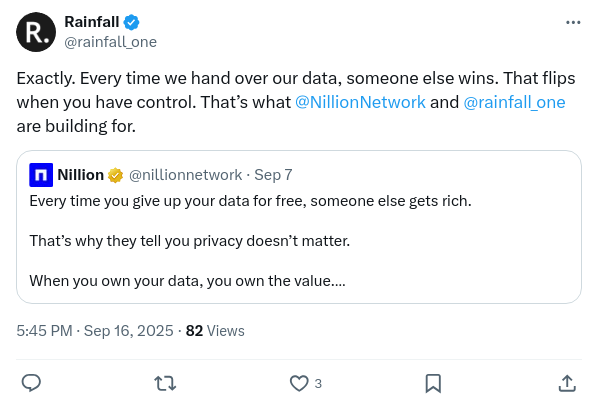 R.
Rainfall
@rainfall_one
Exactly. Every time we hand over our data, someone else wins. That flips
when you have control. That’s what @NillionNetwork and @rainfall_one
are building for.
Nillion @nillionnetwork · Sep 7
Every time you give up your data for free, someone else gets rich.
That’s why they tell you privacy doesn’t matter.
When you own your data, you own the value....
5:45 PM · Sep 16, 2025 · 82 Views
3